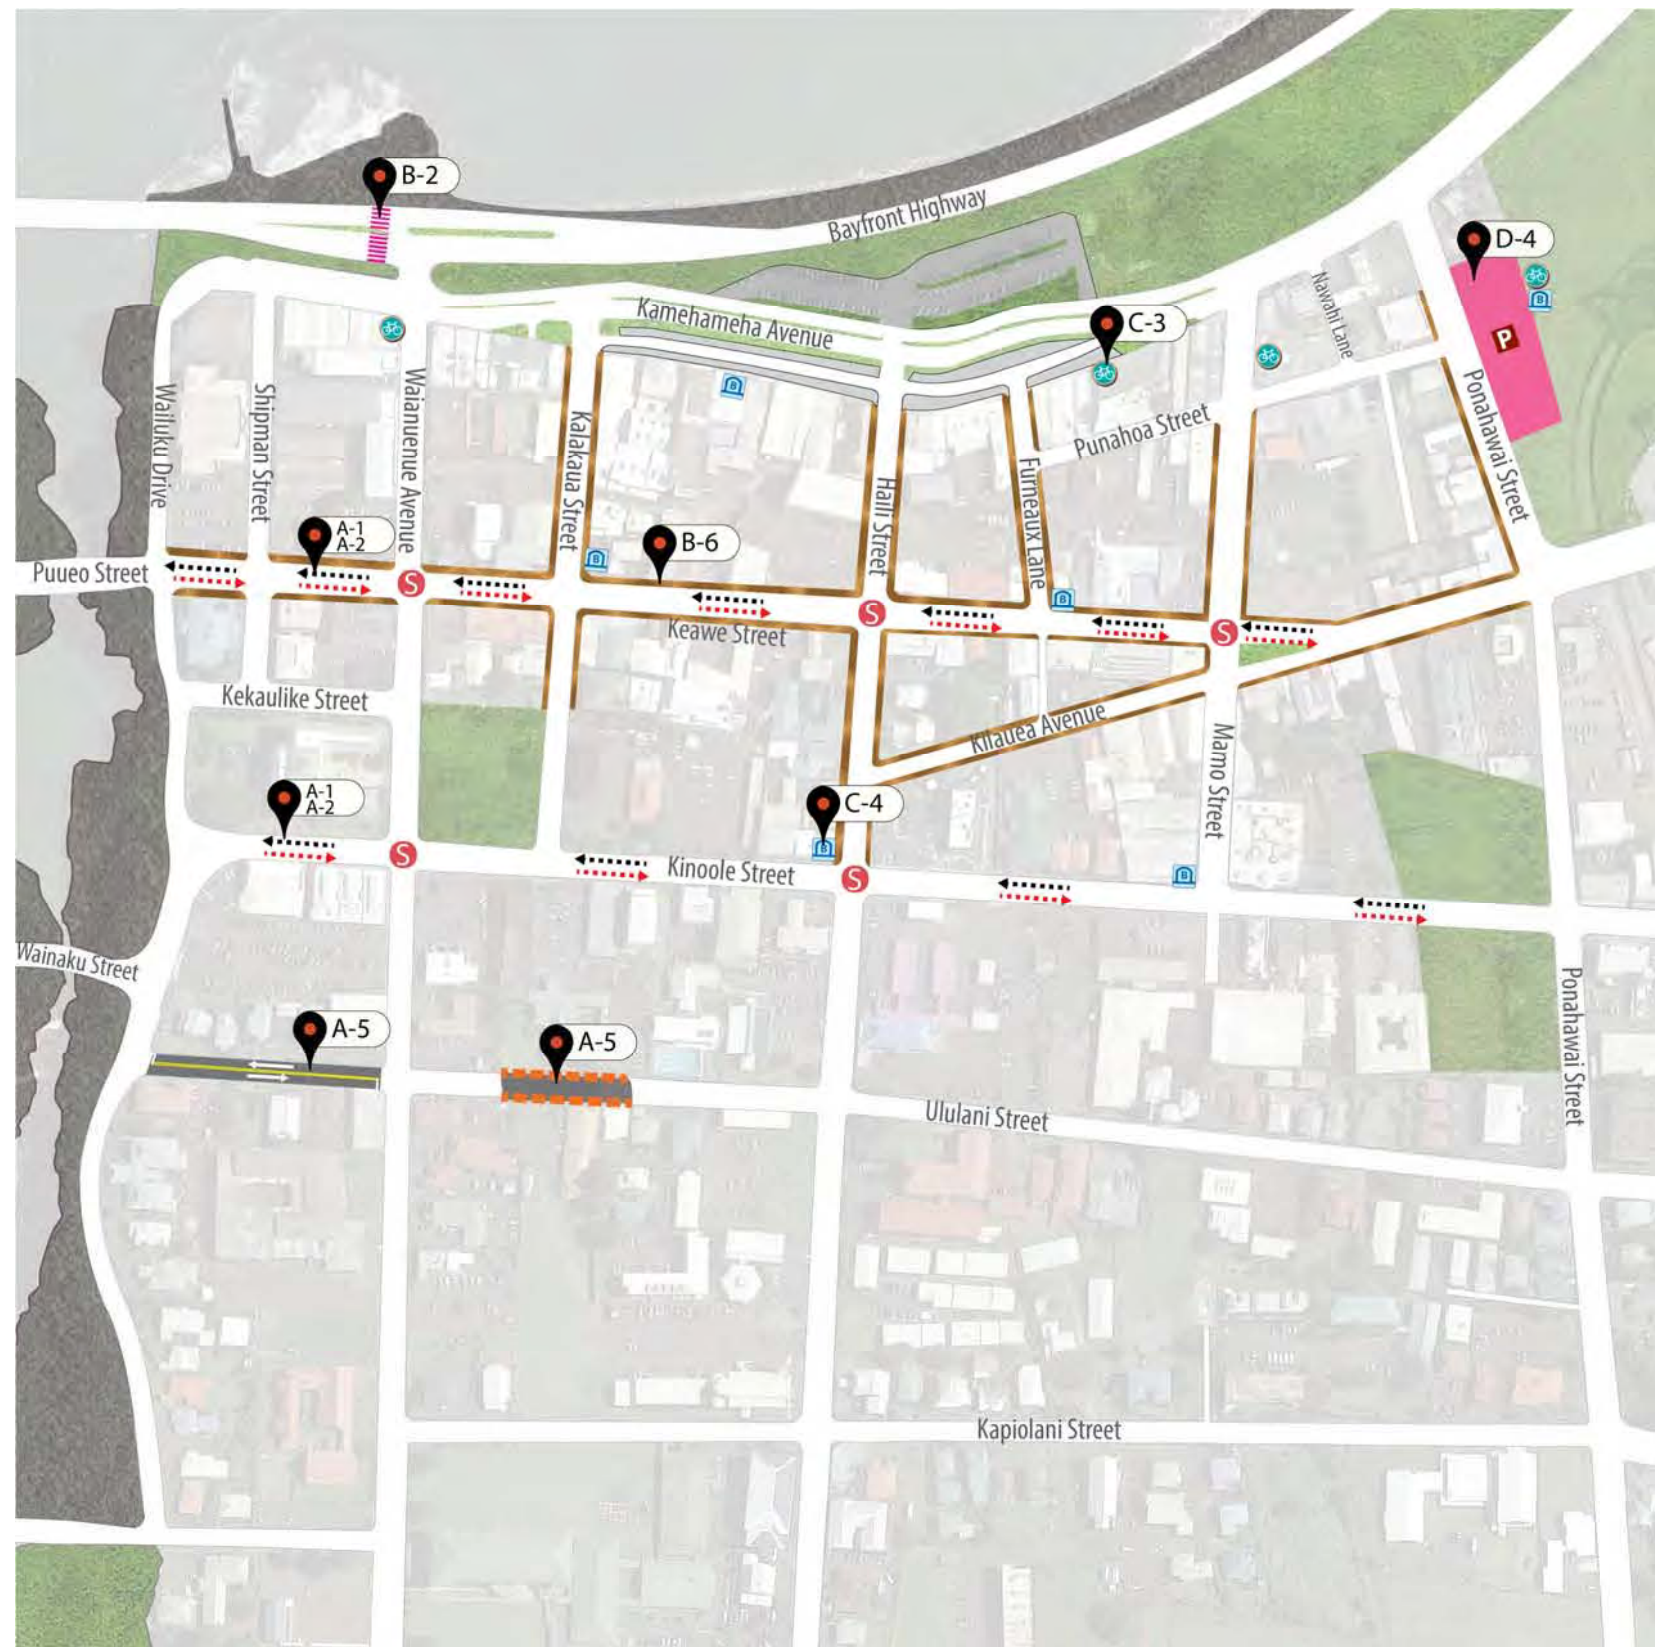 B-2
Bayfront Highway
D-4
B
P
Nawahi Lane
Kamehameha Avenue
C-3
B
Ponahawai Street
Punahoa Street
Wailuku Drive
Shipman Street
Waianuenue Avenue
Kalakaua Street
Haili Street
Furneaux Lane
A-1
A-2
B-6
B
B
Puueo Street
S
S
S
Keawe Street
Kekaulike Street
Kilauea Avenue
Mamo Street
A-1
A-2
C-4
B
S
Kinoole Street
S
B
Wainaku Street
Ponahawai Street
A-5
A-5
Ululani Street
Kapiolani Street